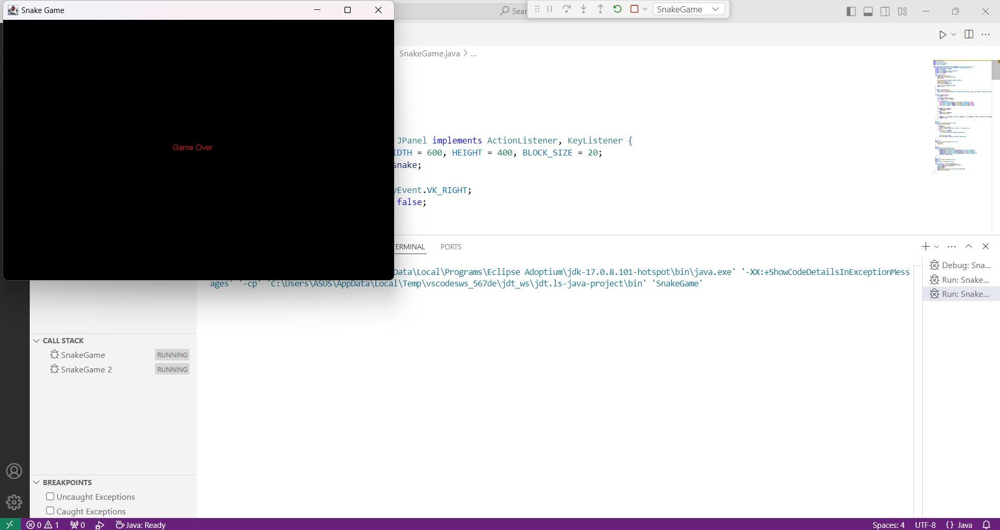 Snake Game
Sear
SnakeGame
SnakeGame.java > ...
Game Over
JPanel implements ActionListener, KeyListener {
IDTH = 600, HEIGHT = 400, BLOCK_SIZE = 20;
snake;
yEvent.VK_RIGHT;
false;
TERMINAL
PORTS
Data\Local\Programs\Eclipse Adoptium\jdk-17.0.8.101-hotspot\bin\java.exe' '-XX:+ShowCodeDetailsInExceptionMess
ages' '-cp' 'C:\Users\ASUS\AppData\Local\Temp\vscodesws_567de\jdt_ws\jdt.ls-java-project\bin' 'SnakeGame'
Debug: Sna...
Run: Snake...
Run: Snake...
CALL STACK
SnakeGame RUNNING
SnakeGame 2 RUNNING
BREAKPOINTS
Uncaught Exceptions
Caught Exceptions
0 1 0 Java: Ready
Spaces: 4 UTF-8 {} Java